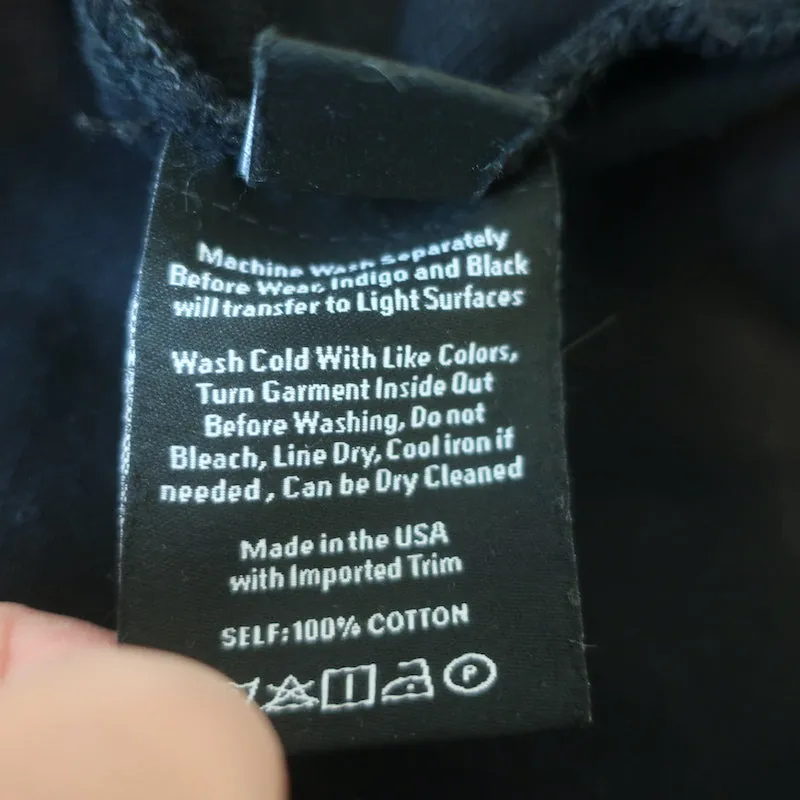 Machine Wash Separately
Before Wear, Indigo and Black
will transfer to Light Surfaces
Wash Cold With Like Colors,
Turn Garment Inside Out
Before Washing, Do not
Bleach, Line Dry, Cool iron if
needed , Can be Dry Cleaned
Made in the USA
with Imported Trim
SELF: 100% COTTON
P